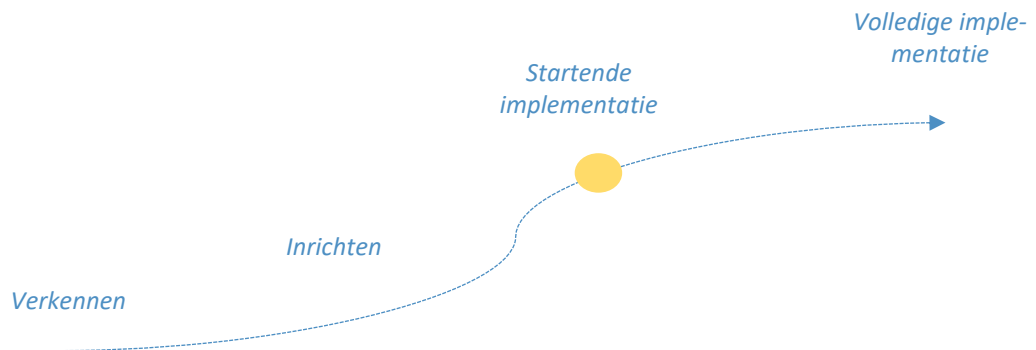 Volledige imple-
mentatie
Startende
implementatie
Inrichten
Verkennen